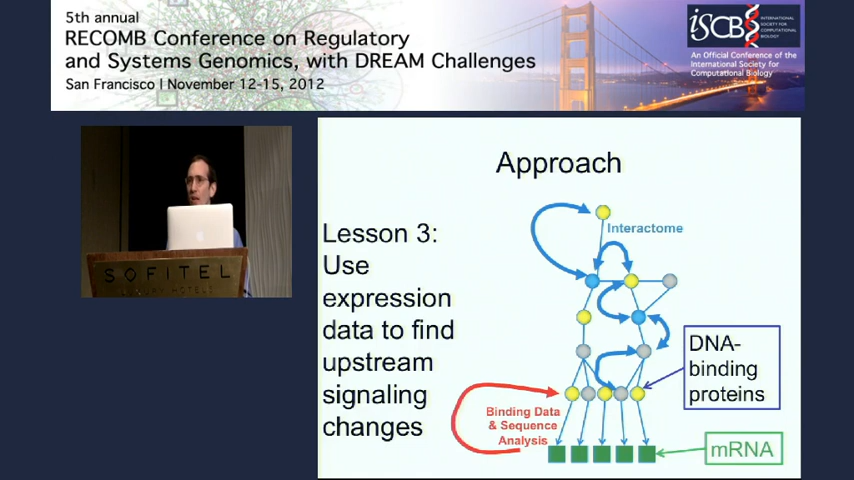 5th annual
RECOMB Conference on Regulatory
and Systems Genomics, with DREAM Challenges
San Francisco | November 12-15, 2012
iSCB
INTERNATIONAL
SOCIETY FOR
COMPUTATIONAL
BIOLOGY
An Official Conference of the
International Society for
Computational Biology
SOFITEL
LUXURY HOTELS
Approach
Lesson 3:
Use
expression
data to find
upstream
signaling
changes
Interactome
DNA-
binding
proteins
Binding Data
& Sequence
Analysis
mRNA